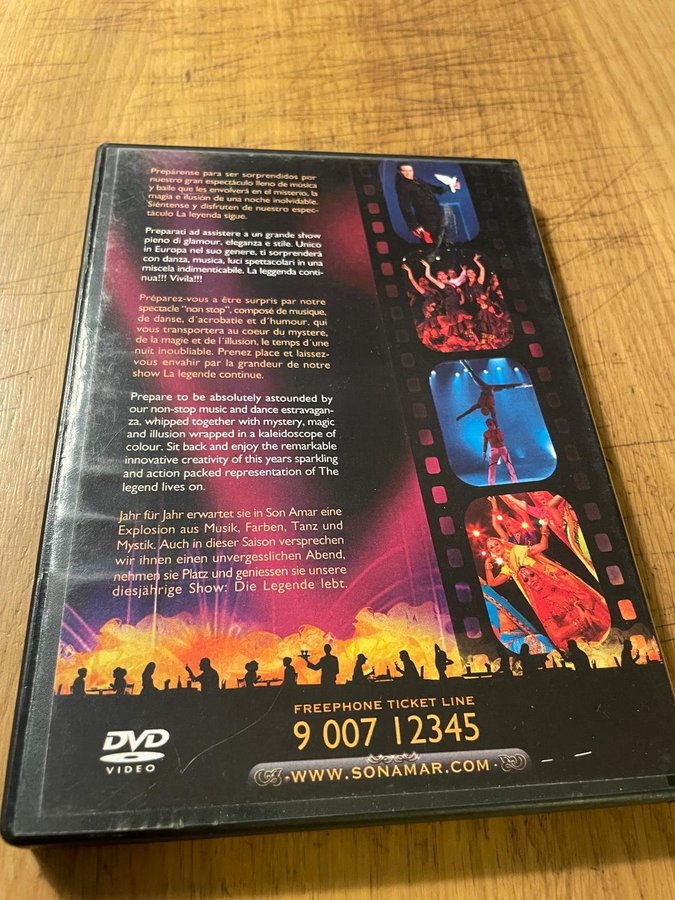 Prepárense para ser sorprendidos por
nuestro gran espectáculo lleno de música
y baile que les envolverá en el misterio, la
magia e ilusión de una noche inolvidable.
Siéntense y disfruten de nuestro espec-
táculo La leyenda sigue.
Preparati ad assistere a un grande show
pieno di glamour, eleganza e stile. Unico
in Europa nel suo genere, ti sorprenderà
con danza, musica, luci spettacolari in una
miscela indimenticabile. La leggenda conti-
nua!!! Vivila!!!
Préparez-vous a être surpris par notre
spectacle "non stop", composé de musique,
de danse, d´acrobatie et d´humour, qui
vous transportera au coeur du mystere,
de la magie et de l´illusion, le temps d´une
nuit inoubliable. Prenez place et laissez-
vous envahir par la grandeur de notre
show La legende continue.
Prepare to be absolutely astounded by
our non-stop music and dance estravagan-
za, whipped together with mystery, magic
and illusion wrapped in a kaleidoscope of
colour. Sit back and enjoy the remarkable
innovative creativity of this years sparkling
and action packed representation of The
legend lives on.
Jahr für Jahr erwartet sie in Son Amar eine
Explosion aus Musik, Farben, Tanz und
Mystik. Auch in dieser Saison versprechen
wir ihnen einen unvergesslichen Abend,
nehmen sie Platz und geniessen sie unsere
diesjährige Show: Die Legende lebt.
FREEPHONE TICKET LINE
9 007 12345
DVD
VIDEO
·WWW.SONAMAR.COM·